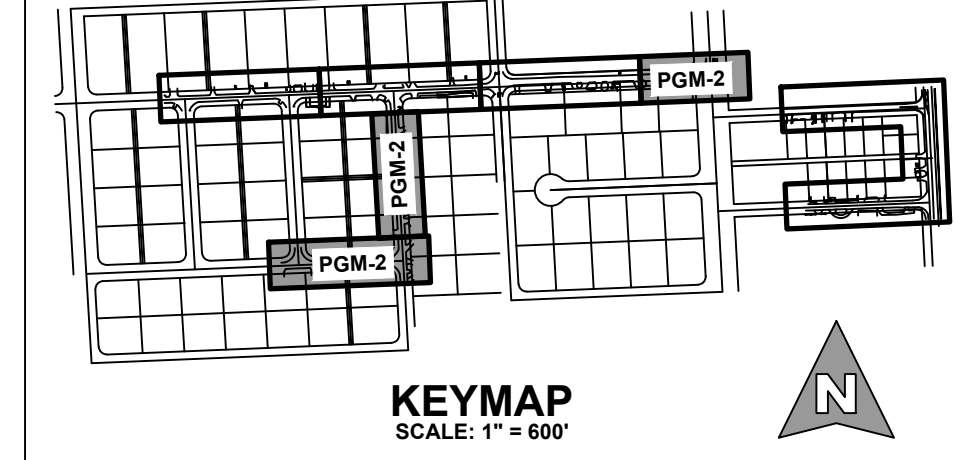 PGM-2
PGM-2
PGM-2
KEYMAP
SCALE: 1" = 600'
N